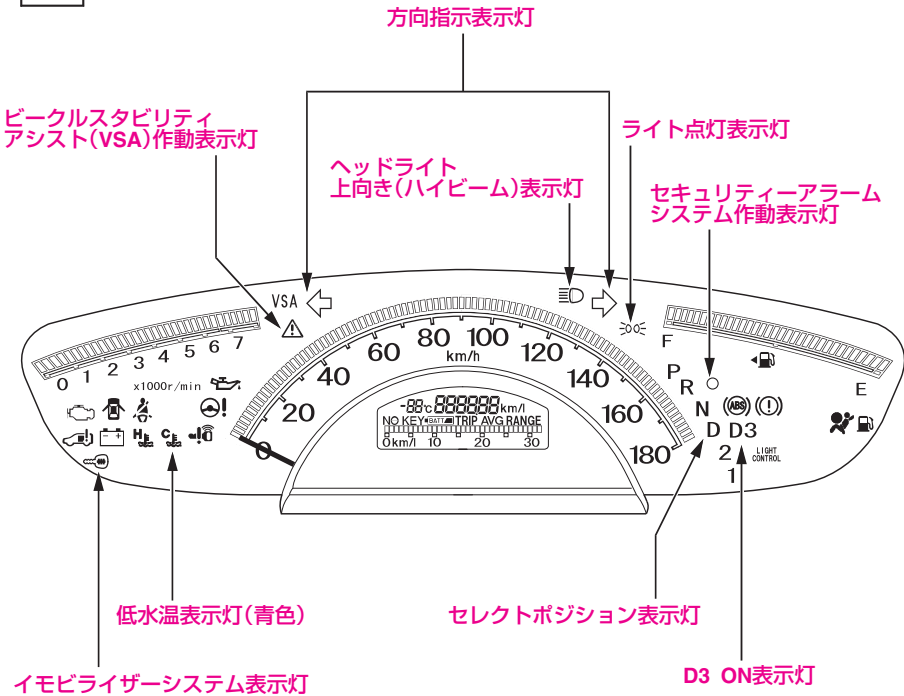 方向指示表示灯
ビークルスタビリティ
アシスト(VSA)作動表示灯
ヘッドライト
上向き(ハイビーム)表示灯
ライト点灯表示灯
セキュリティーアラーム
システム作動表示灯
VSA
0 1 2 3 4 5 6 7
x1000r/min
H
C
0 20 40 60 80 100 120 140 160 180
km/h
-88℃ 888888 km/l
NO KEY BATT TRIP AVG RANGE
0km/l 10 20 30
F
E
P
R
N
D D3
2
1
ABS
LIGHT
CONTROL
低水温表示灯(青色)
セレクトポジション表示灯
イモビライザーシステム表示灯
D3 ON表示灯